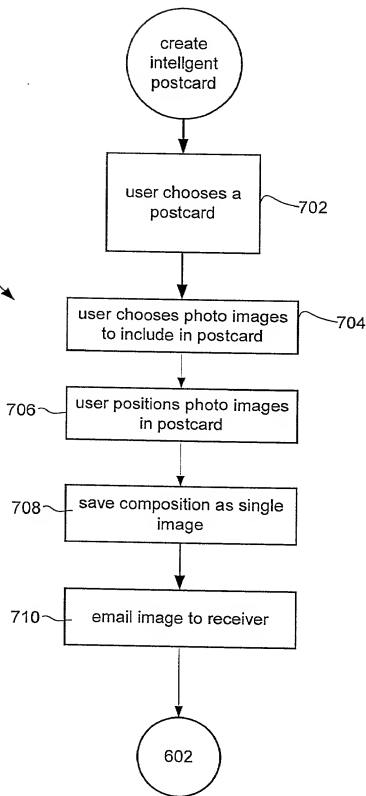 create
intellgent
postcard
user chooses a
postcard
702
user chooses photo images
to include in postcard
704
706
user positions photo images
in postcard
708
save composition as single
image
710
email image to receiver
602